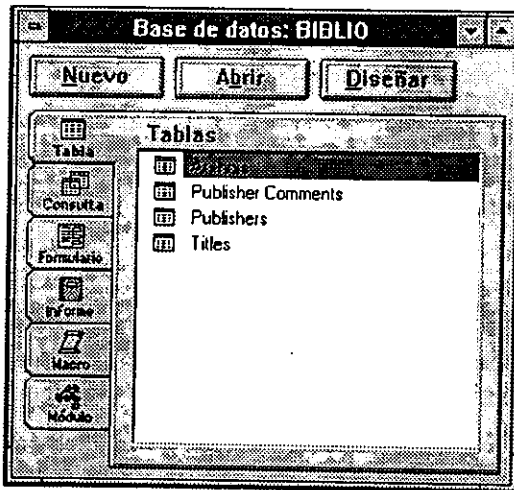 Base de datos: BIBLIO
Nuevo Abrir Diseñar
Tabla
Consulta
Formulario
Informe
Macro
Módulo
Tablas
Publisher Comments
Publishers
Titles